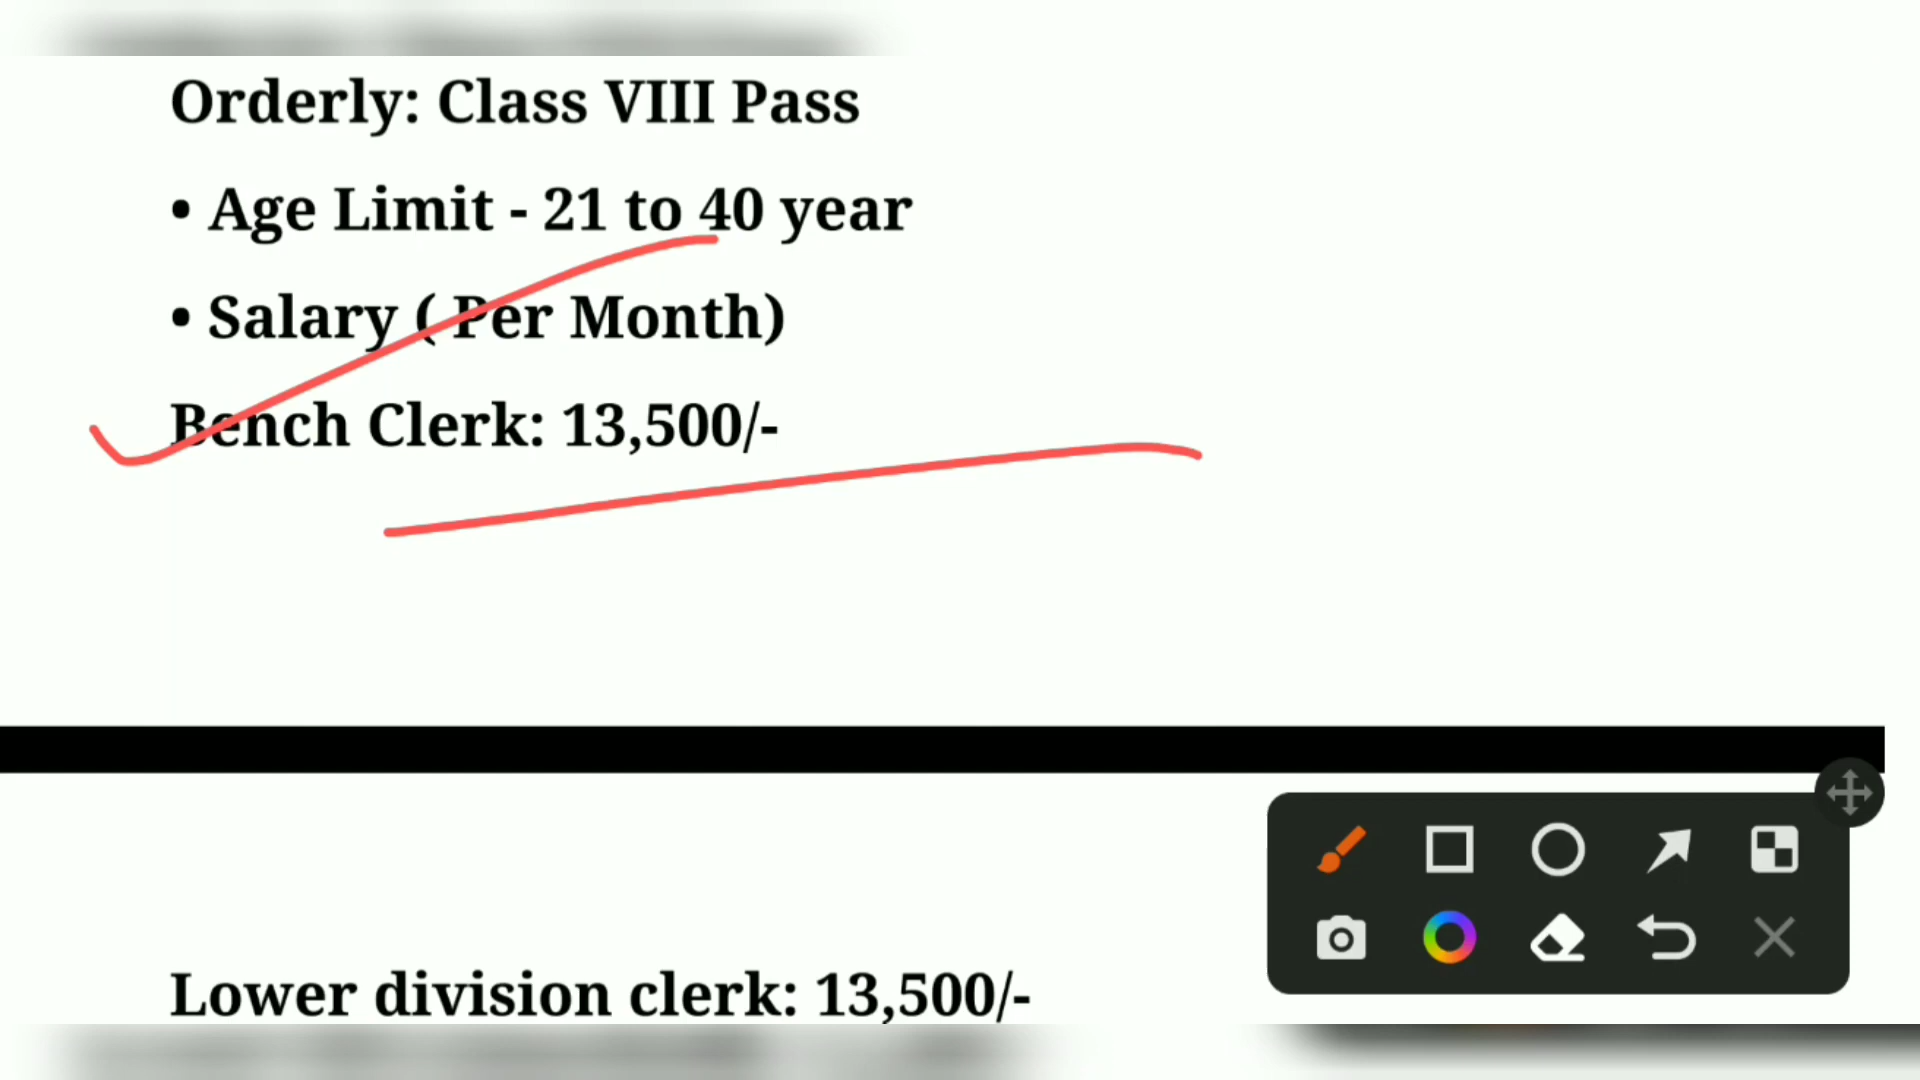 Orderly: Class VIII Pass
• Age Limit - 21 to 40 year
• Salary ( Per Month)
Bench Clerk: 13,500/-
Lower division clerk: 13,500/-